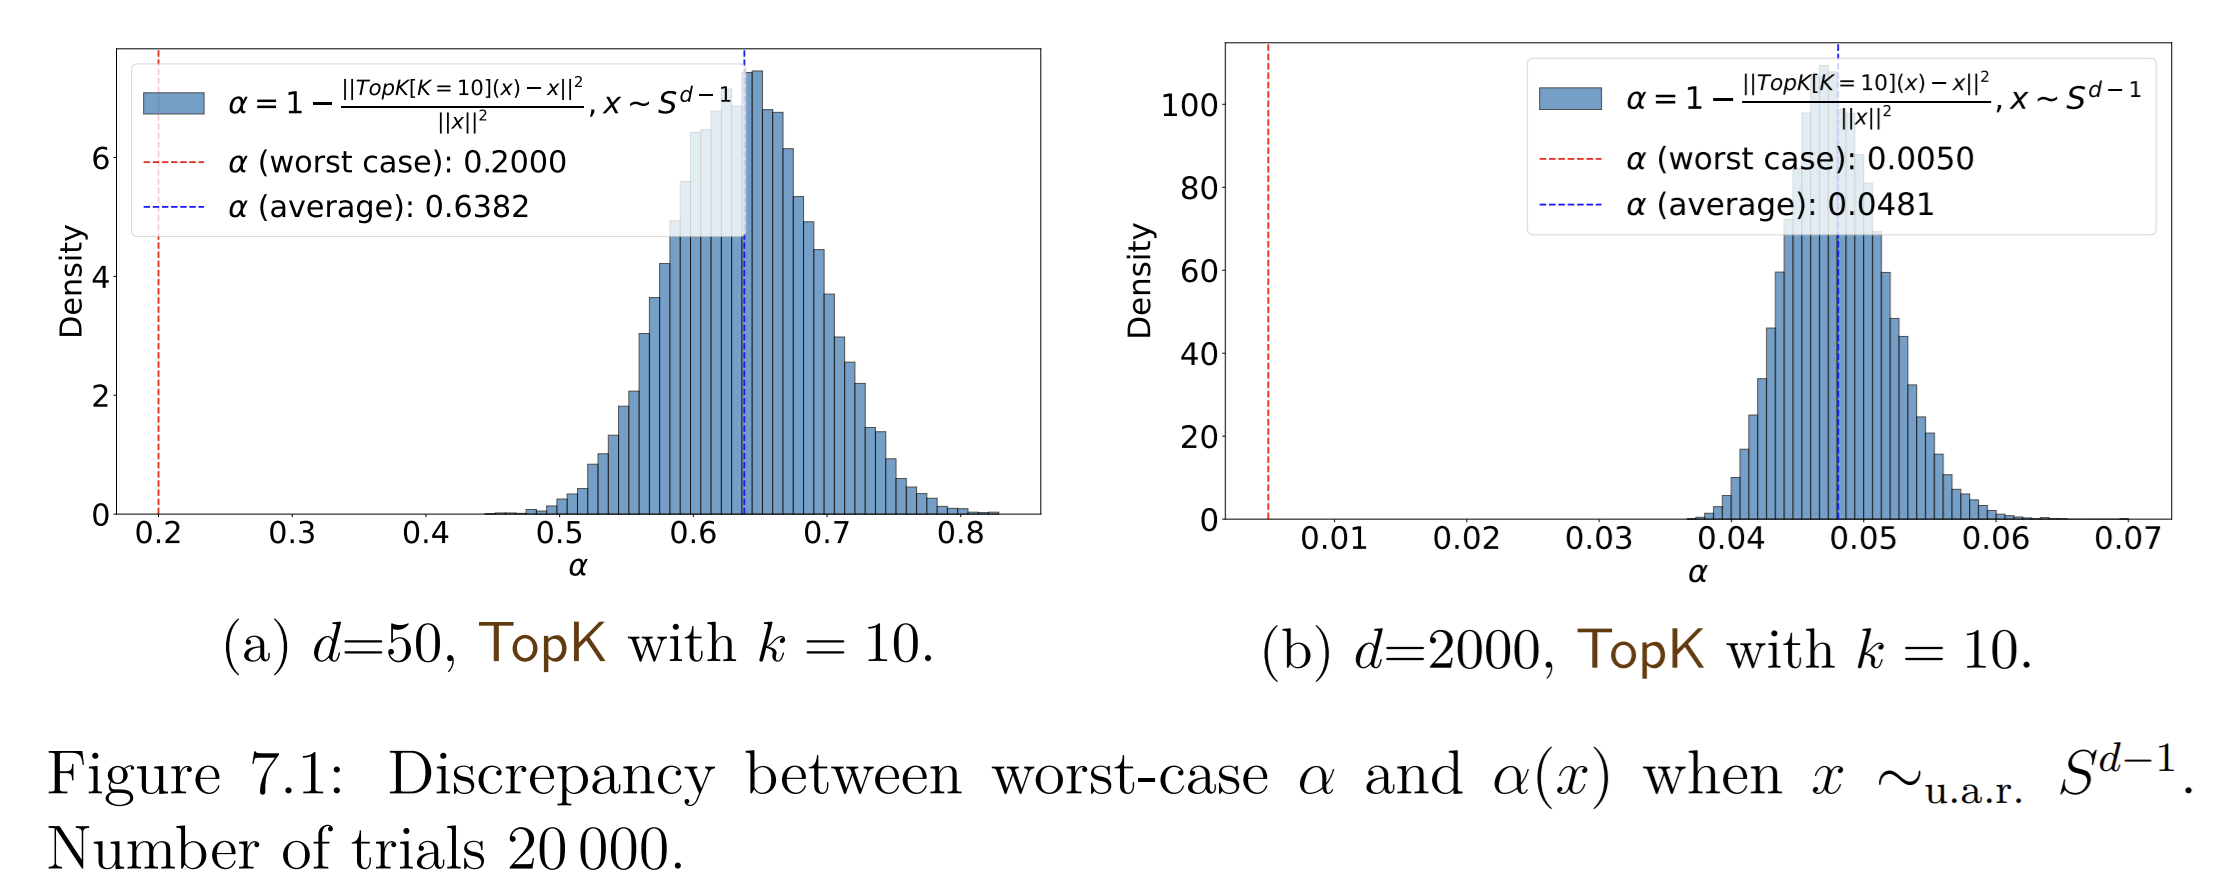 α = 1 − ||TopK[K = 10](x) − x||² / ||x||², x ~ S^{d−1}
α (worst case): 0.2000
α (average): 0.6382
Density
0
2
4
6
0.2 0.3 0.4 0.5 0.6 0.7 0.8
α
(a) d=50, TopK with k = 10.
α = 1 − ||TopK[K = 10](x) − x||² / ||x||², x ~ S^{d−1}
α (worst case): 0.0050
α (average): 0.0481
Density
0
20
40
60
80
100
0.01 0.02 0.03 0.04 0.05 0.06 0.07
α
(b) d=2000, TopK with k = 10.
Figure 7.1: Discrepancy between worst-case α and α(x) when x ∼_{u.a.r.} S^{d−1}.
Number of trials 20 000.